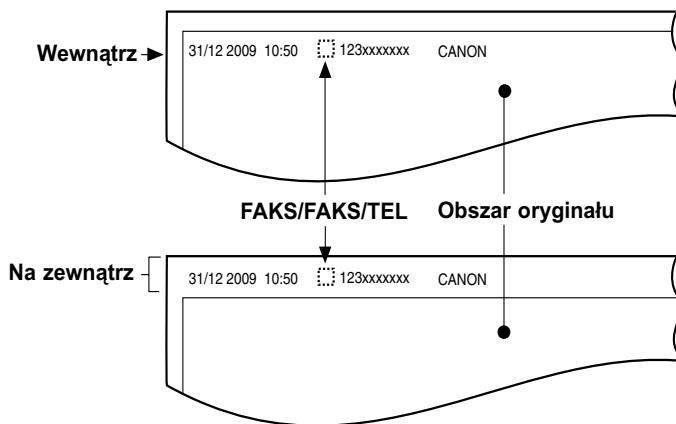 Wewnątrz
31/12 2009 10:50 123xxxxxxx CANON
FAKS/FAKS/TEL Obszar oryginału
Na zewnątrz
31/12 2009 10:50 123xxxxxxx CANON